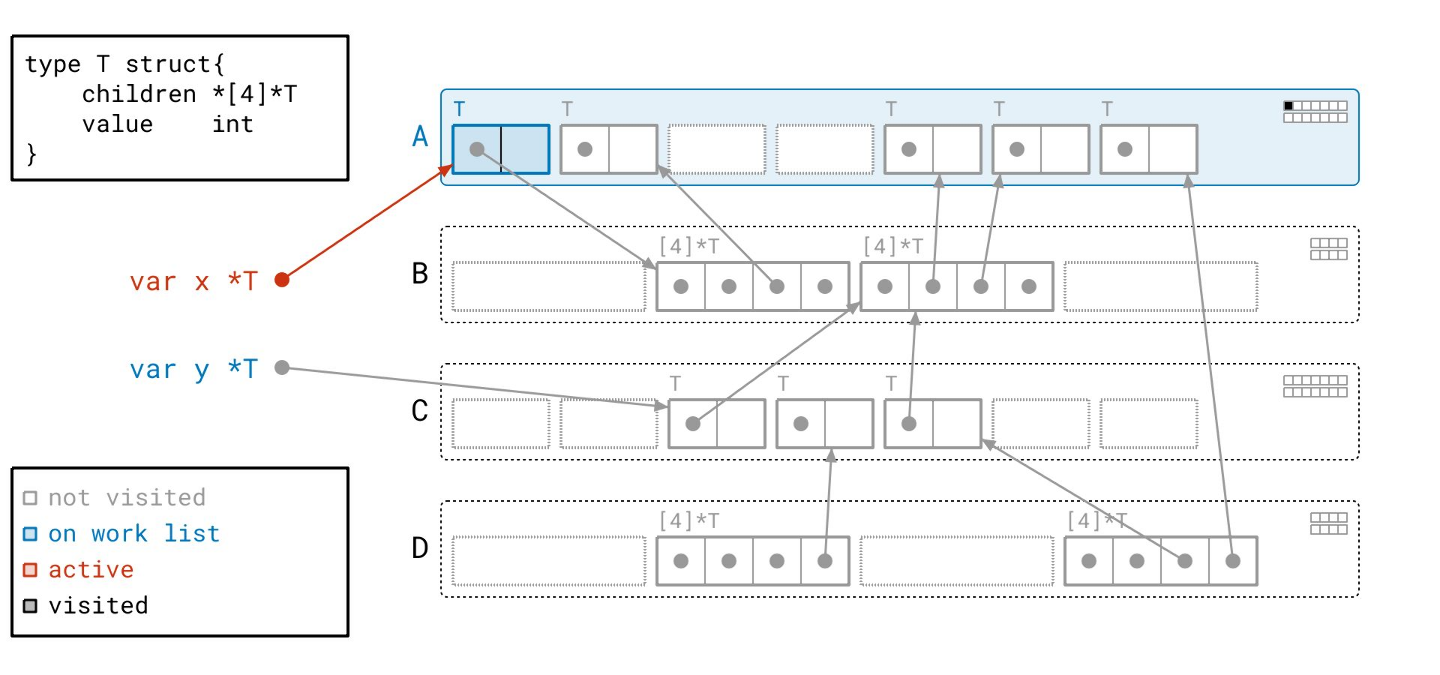 type T struct{
    children *[4]*T
    value    int
}
T T T T T
A
var x *T
[4]*T [4]*T
B
var y *T
T T T
C
not visited
on work list
active
visited
[4]*T [4]*T
D